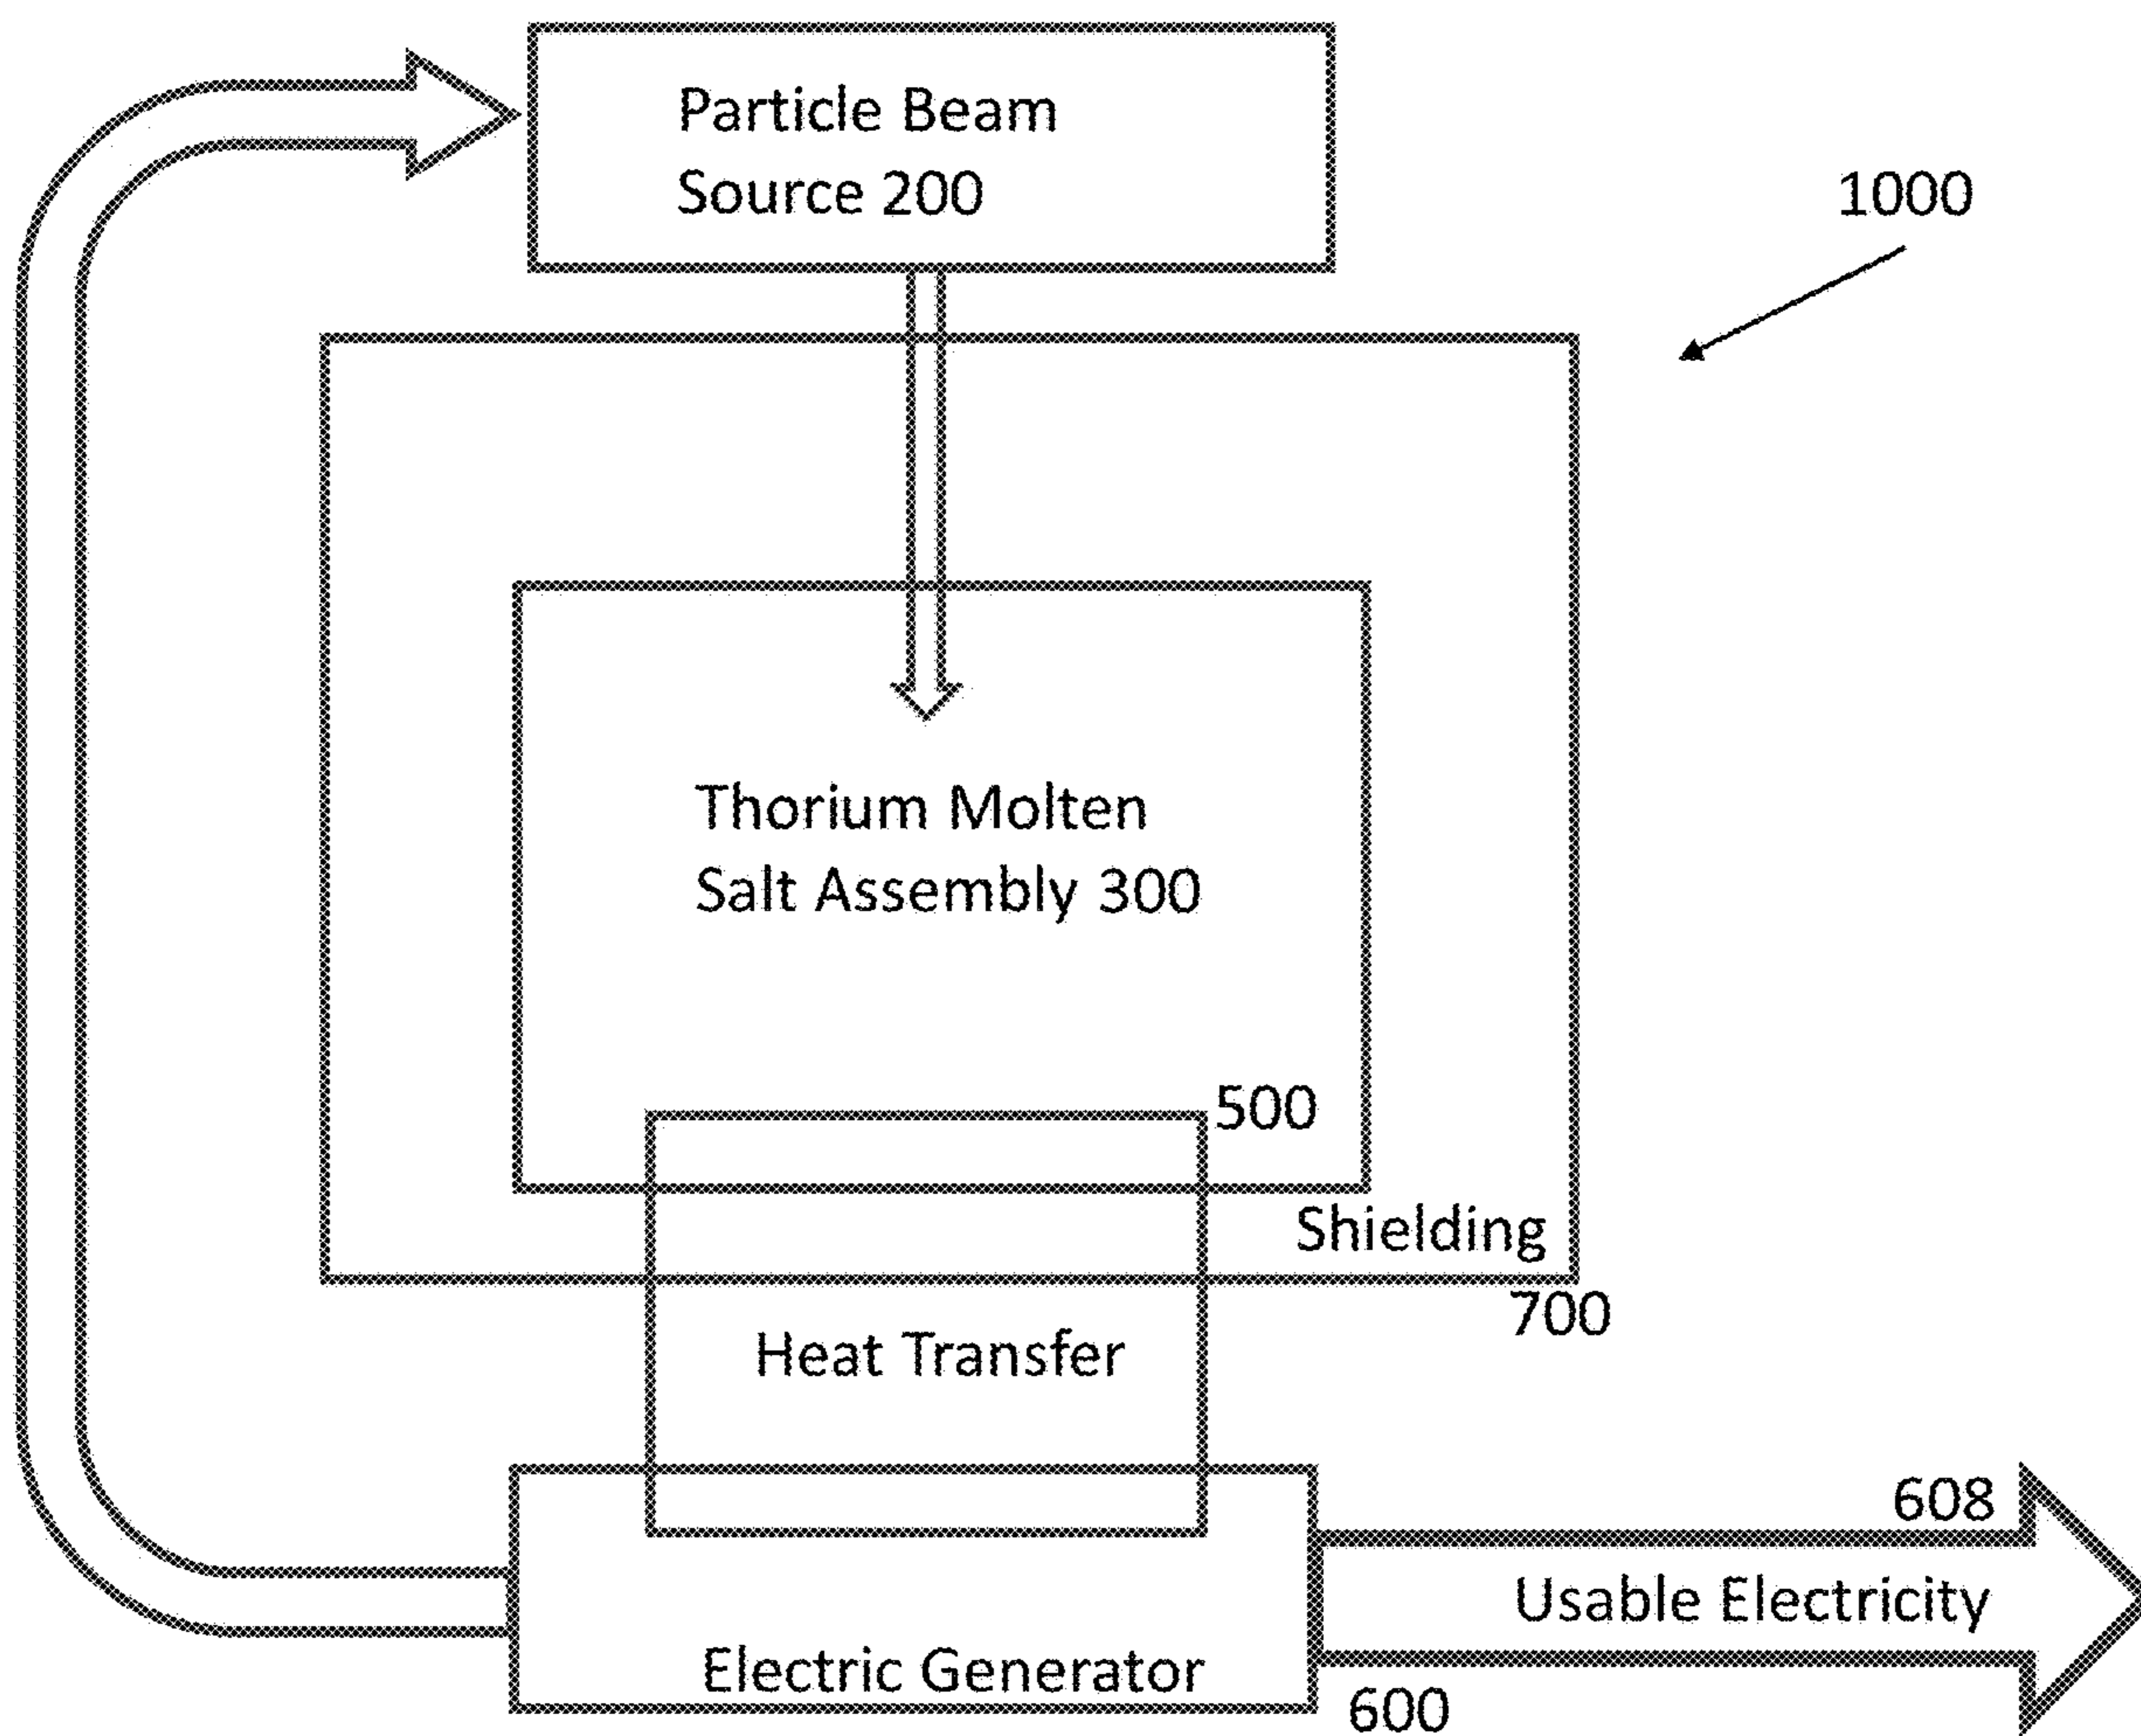 Particle Beam
Source 200
1000
Thorium Molten
Salt Assembly 300
500
Shielding
700
Heat Transfer
608
Usable Electricity
Electric Generator
600